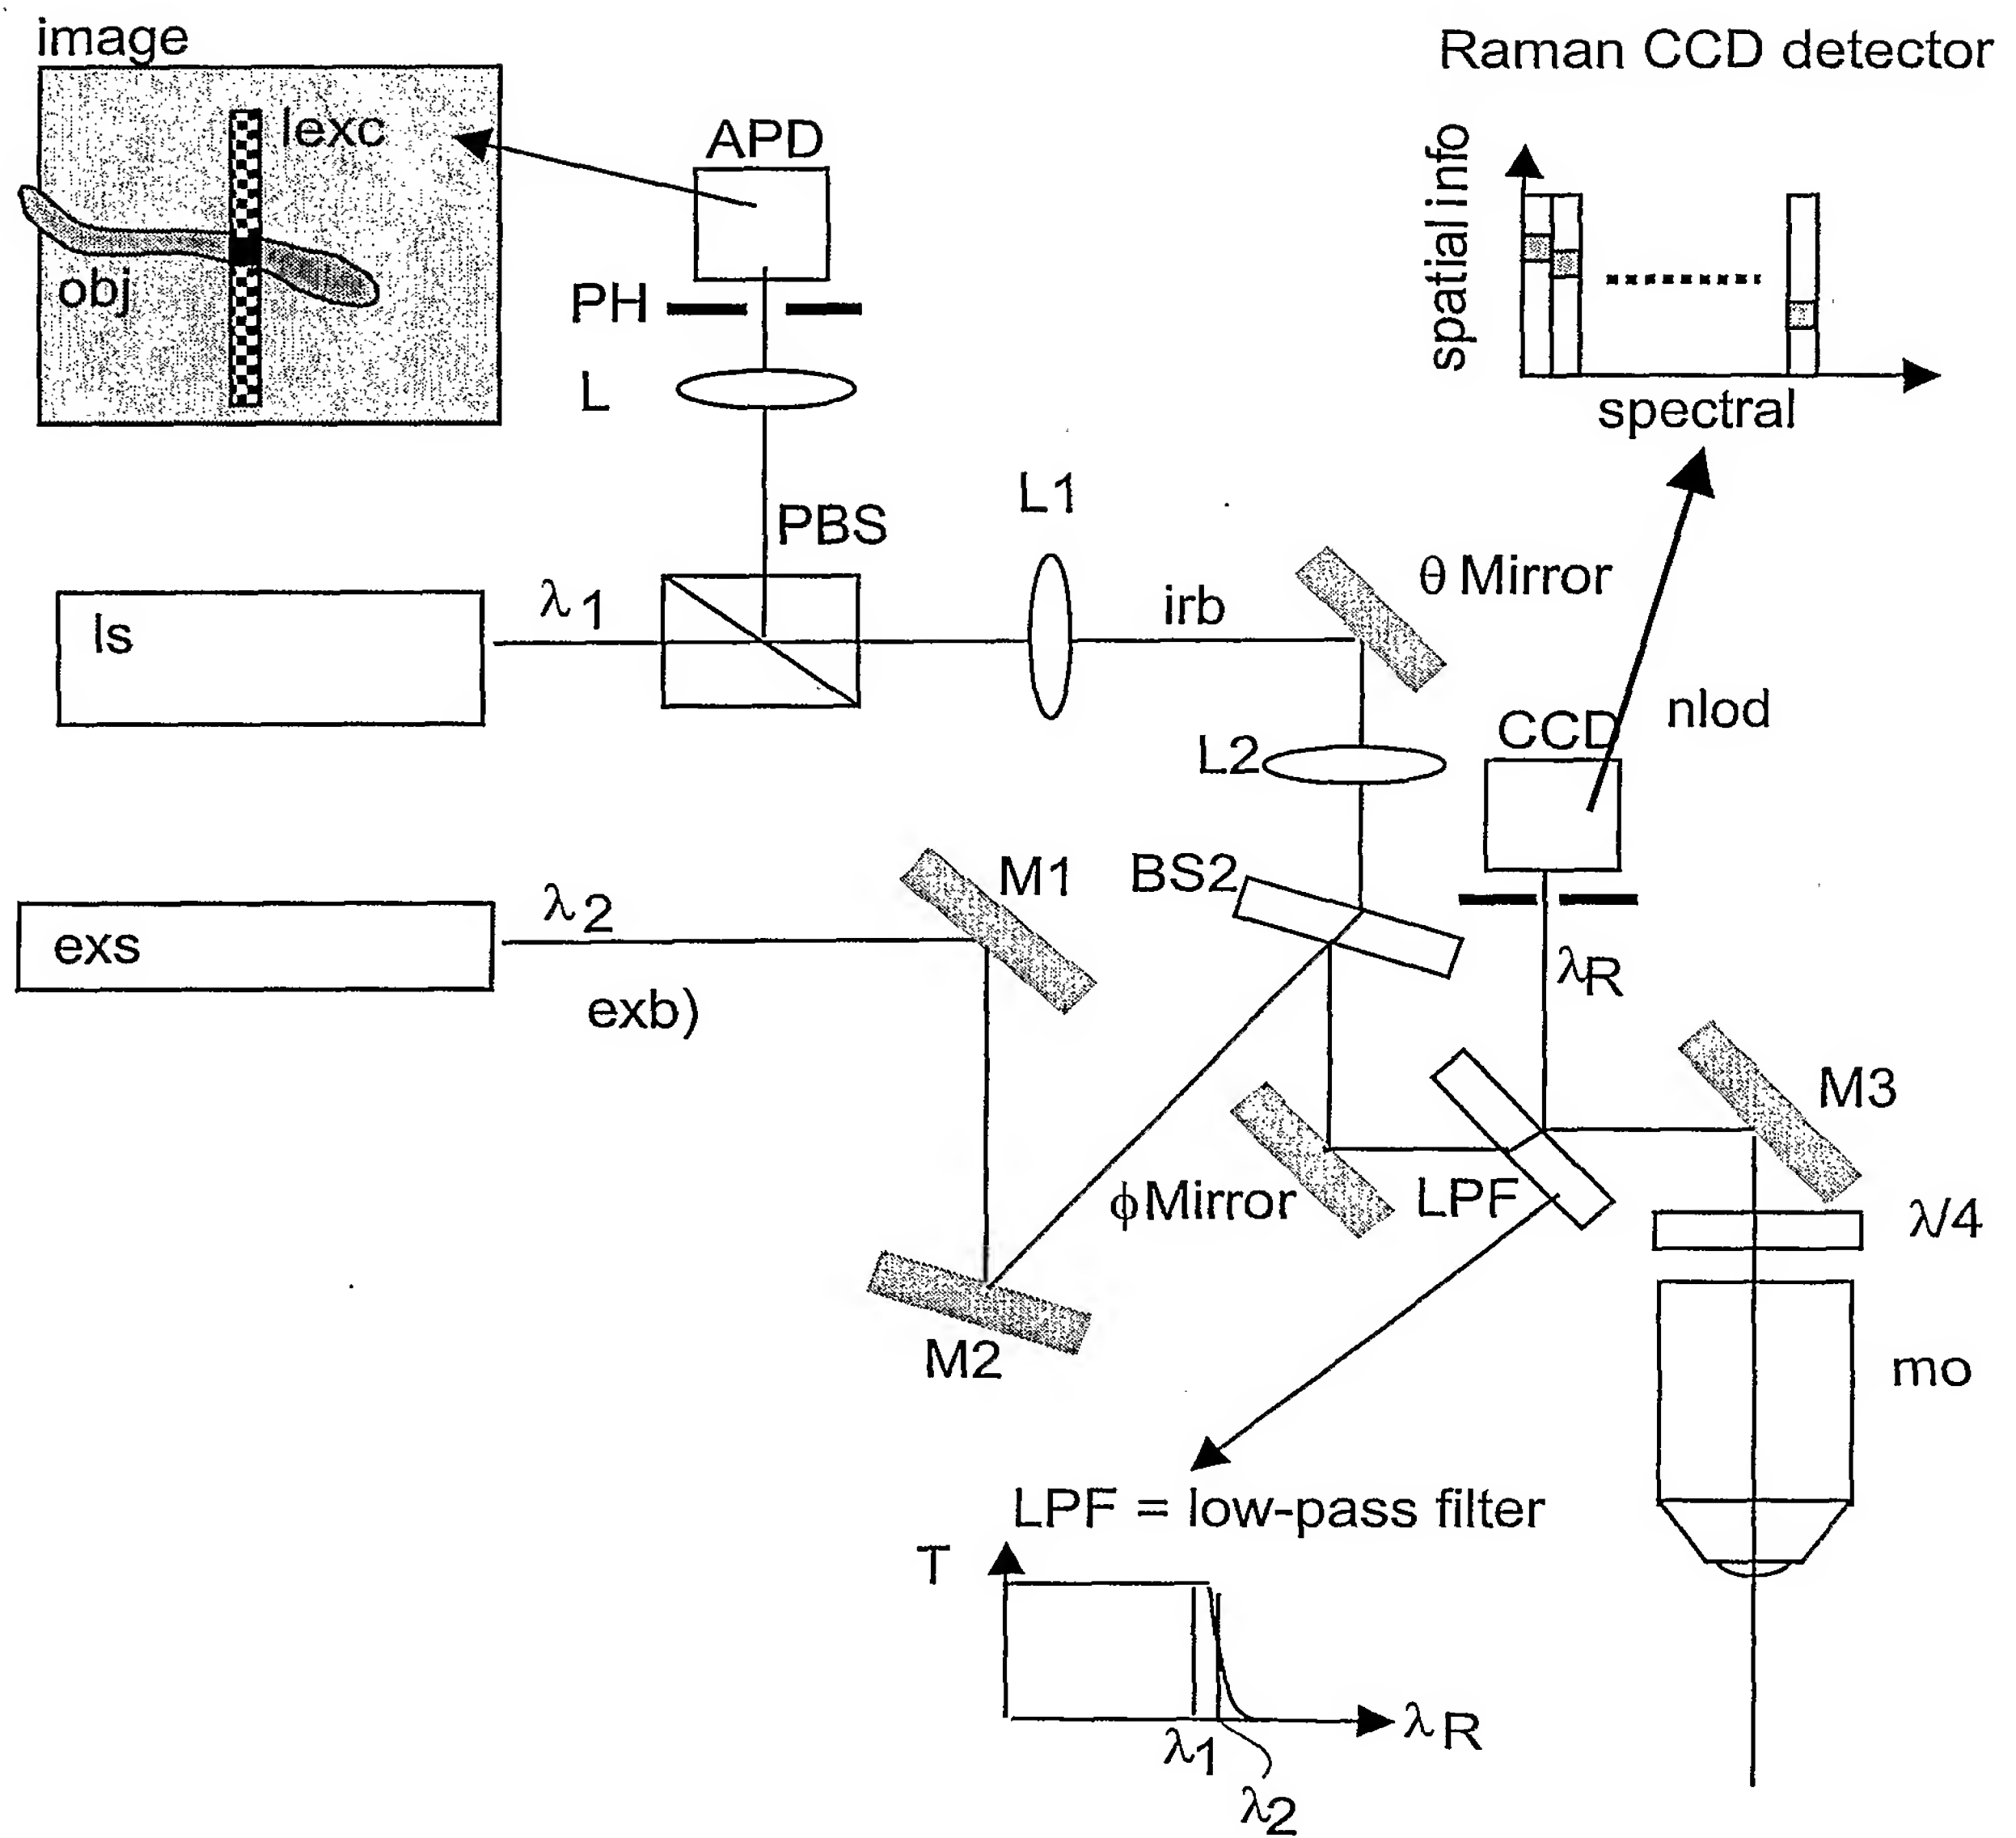 image
Raman CCD detector
lexc
APD
spatial info
obj
PH
L
spectral
L1
PBS
θ Mirror
λ1
irb
ls
nlod
CCD
L2
M1
BS2
λ2
exs
λR
exb)
M3
φ Mirror
LPF
λ/4
M2
mo
LPF = low-pass filter
T
λR
λ1
λ2